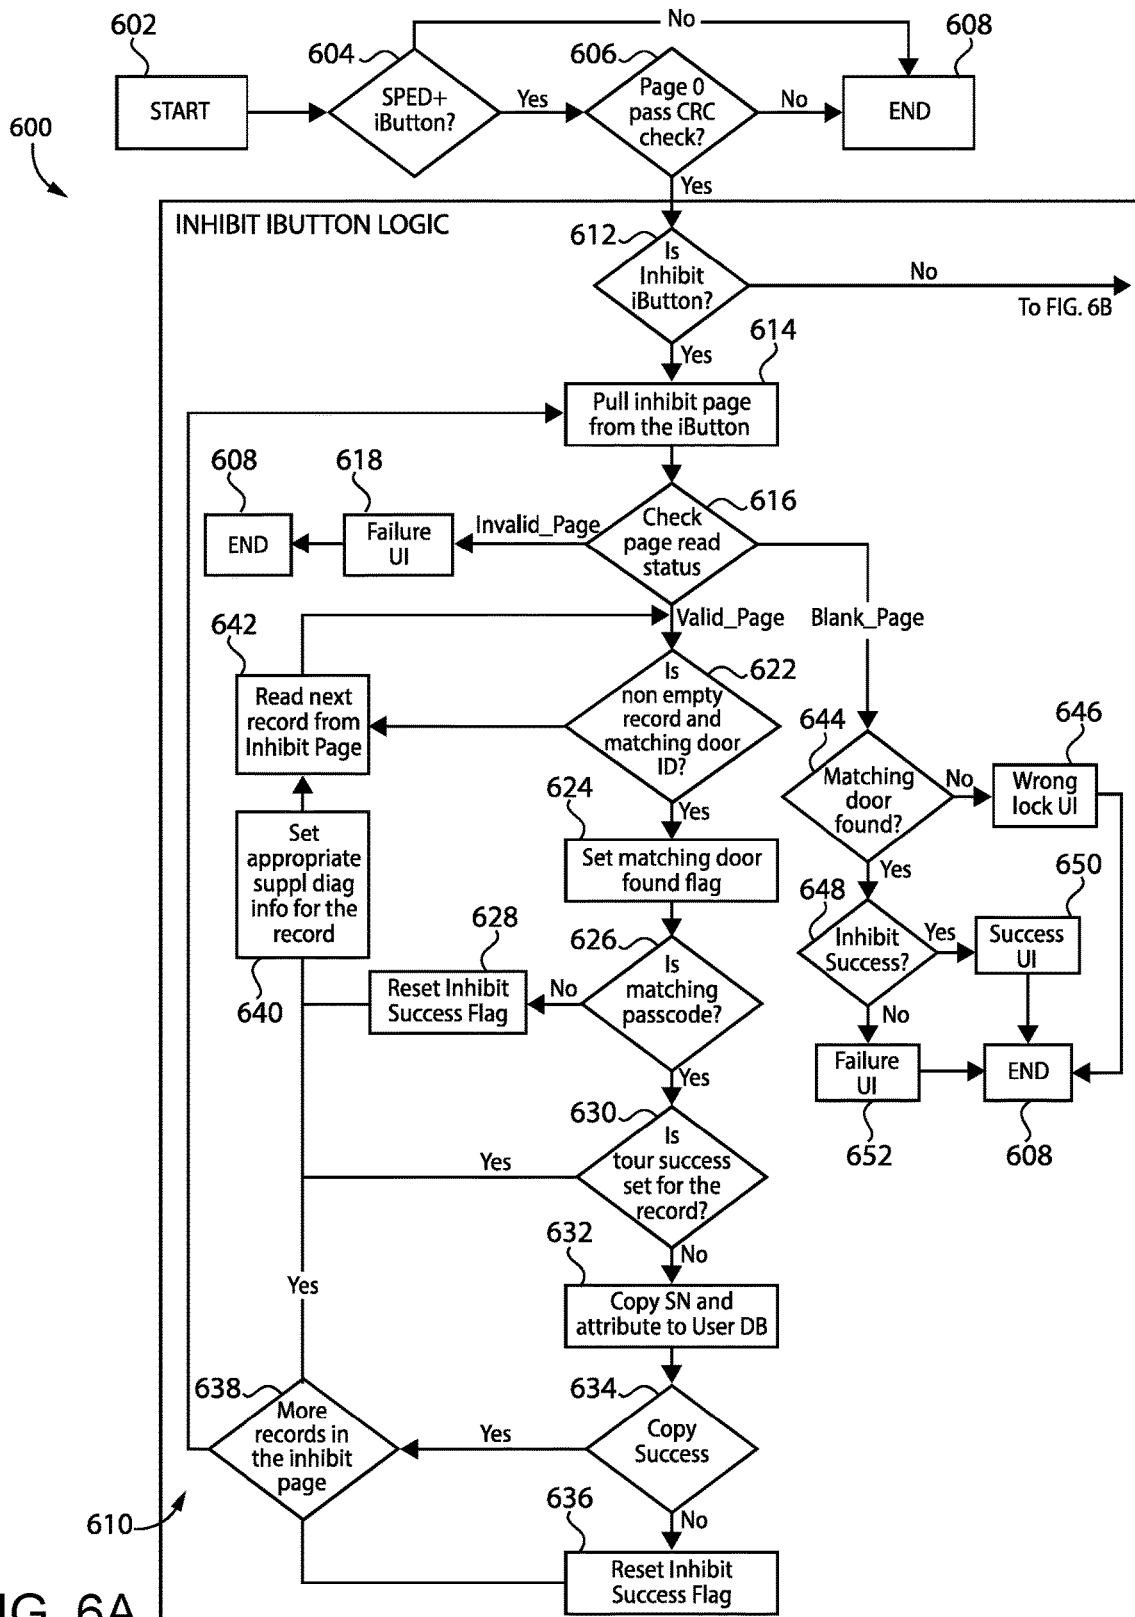 No
602
604
606
608
START
SPED+
iButton?
Yes
Page 0
pass CRC
check?
No
END
600
Yes
INHIBIT IBUTTON LOGIC
612
Is
Inhibit
iButton?
No
To FIG. 6B
Yes
614
Pull inhibit page
from the iButton
608
618
616
END
Failure
UI
Invalid_Page
Check
page read
status
642
Valid_Page
Blank_Page
Read next
record from
Inhibit Page
Is
non empty
record and
matching door
ID?
622
644
646
Matching
door
found?
No
Wrong
lock UI
624
Yes
Set
appropriate
suppl diag
info for the
record
Set matching door
found flag
Yes
650
648
628
626
Inhibit
Success?
Yes
Success
UI
640
Reset Inhibit
Success Flag
No
Is
matching
passcode?
No
Yes
Failure
UI
END
630
652
608
Yes
Is
tour success
set for the
record?
632
No
Yes
Copy SN and
attribute to User DB
638
634
More
records in
the inhibit
page
Yes
Copy
Success
636
No
610
Reset Inhibit
Success Flag
IG. 6A